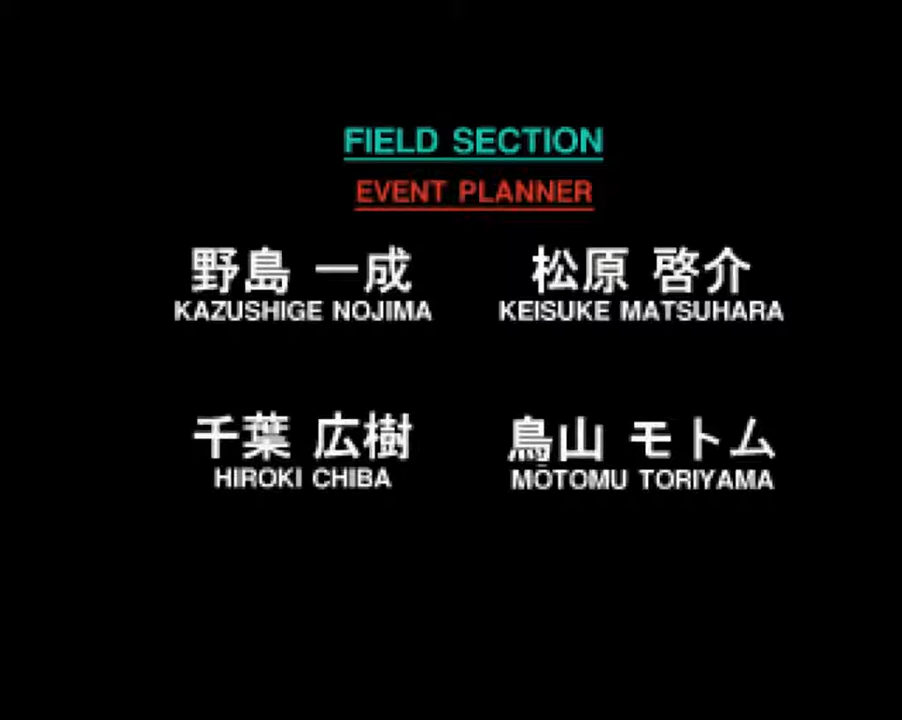 FIELD SECTION
EVENT PLANNER
野島 一成 松原 啓介
KAZUSHIGE NOJIMA KEISUKE MATSUHARA
千葉 広樹 鳥山 モトム
HIROKI CHIBA MŌTOMU TORIYAMA